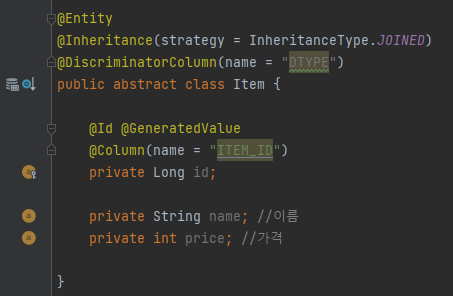 @Entity
@Inheritance(strategy = InheritanceType.JOINED)
@DiscriminatorColumn(name = "DTYPE")
public abstract class Item {
@Id @GeneratedValue
@Column(name = "ITEM_ID")
private Long id;
private String name; //이름
private int price; //가격
}